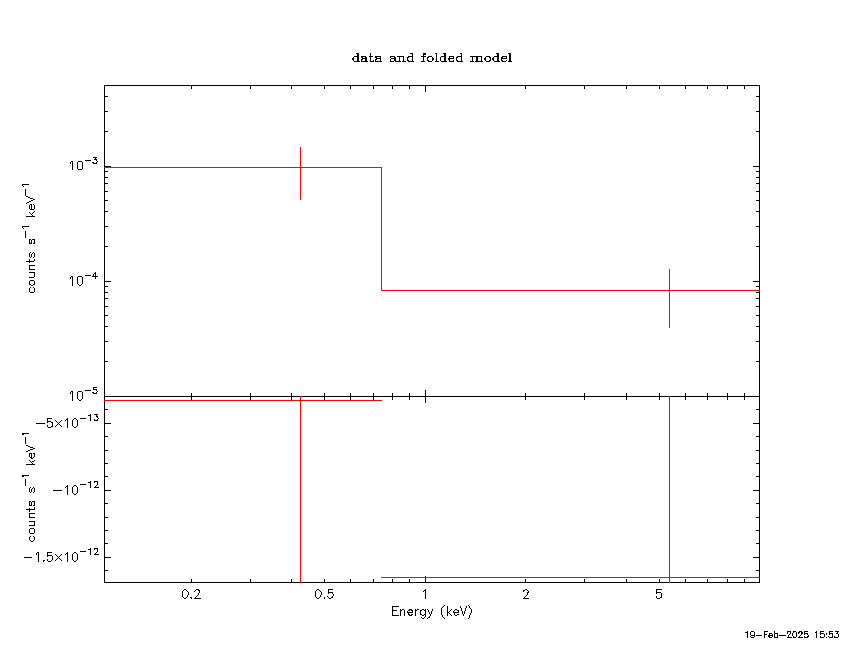 data and folded model
counts s⁻¹ keV⁻¹
10⁻³
10⁻⁴
10⁻⁵
counts s⁻¹ keV⁻¹
−5×10⁻¹³
−10⁻¹²
−1.5×10⁻¹²
0.2 0.5 1 2 5
Energy (keV)
19−Feb−2025 15:53